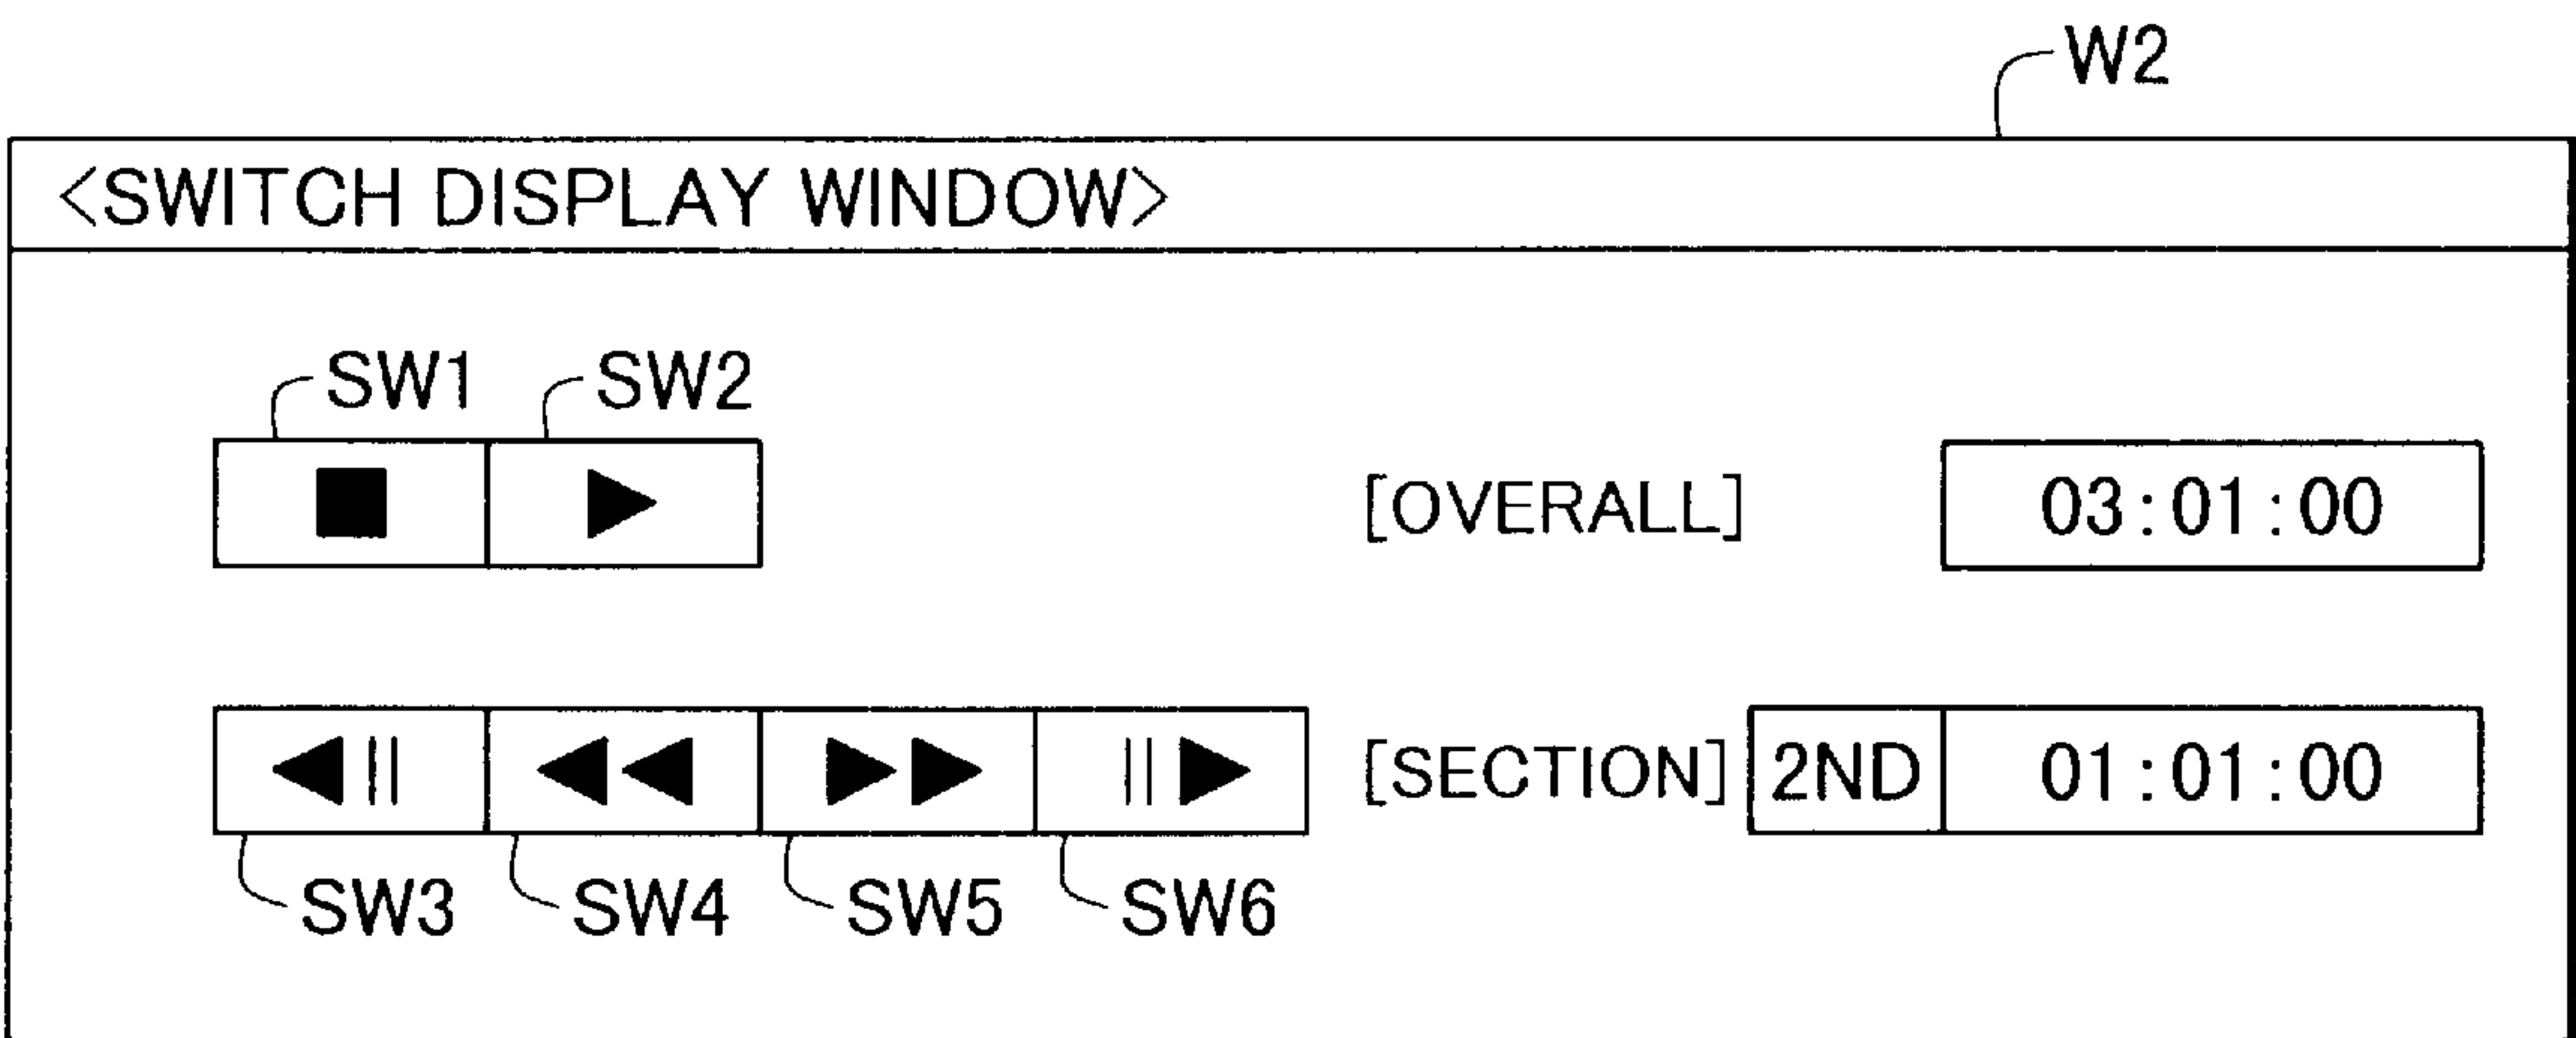 W2
<SWITCH DISPLAY WINDOW>
SW1 SW2
[OVERALL] 03:01:00
[SECTION] 2ND 01:01:00
SW3 SW4 SW5 SW6